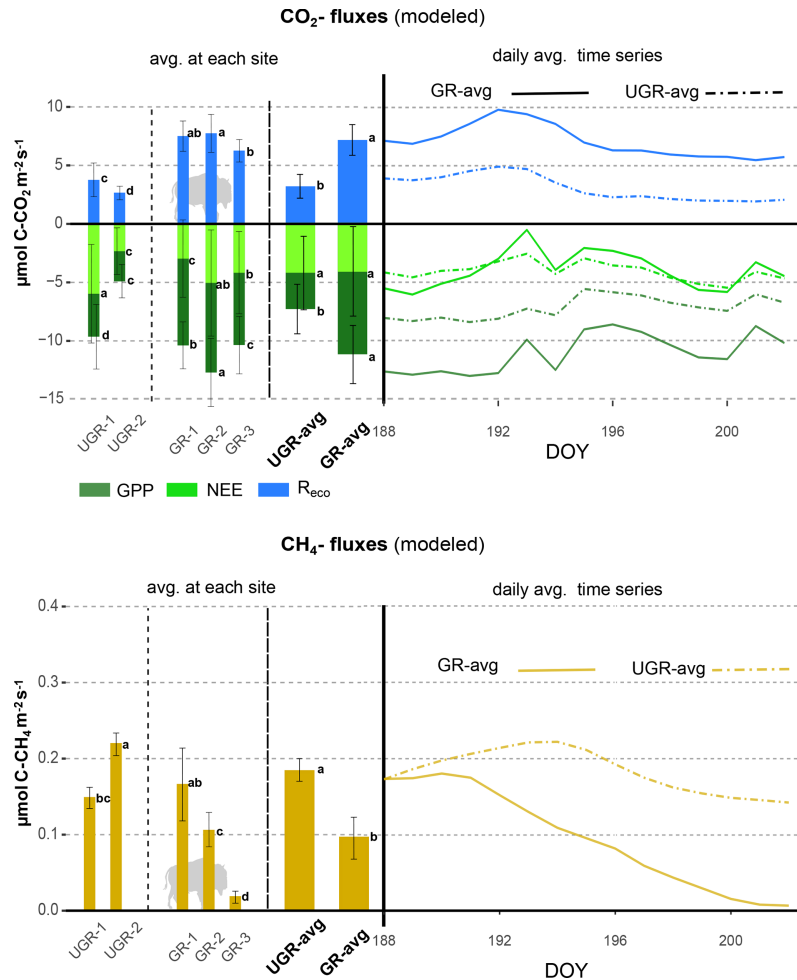 CO₂- fluxes (modeled)
avg. at each site
daily avg. time series
GR-avg
UGR-avg
µmol C-CO₂ m-² s-¹
10
5
0
−5
−10
−15
c
d
ab
a
b
b
a
a
d
c
c
c
b
ab
c
b
a
b
a
a
UGR-1
UGR-2
GR-1
GR-2
GR-3
UGR-avg
GR-avg
188
192
196
200
DOY
GPP
NEE
Reco
CH₄- fluxes (modeled)
avg. at each site
daily avg. time series
GR-avg
UGR-avg
µmol C-CH₄ m-² s-¹
0.4
0.3
0.2
0.1
0.0
bc
a
ab
c
d
a
b
UGR-1
UGR-2
GR-1
GR-2
GR-3
UGR-avg
GR-avg
188
192
196
200
DOY